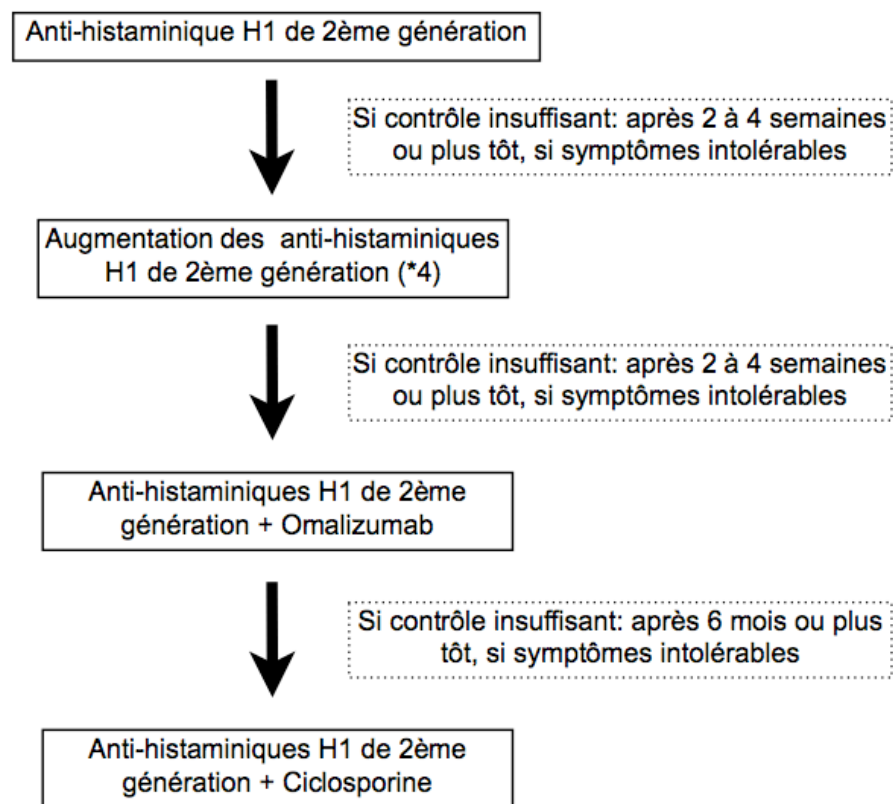 Anti-histaminique H1 de 2ème génération
Si contrôle insuffisant: après 2 à 4 semaines
ou plus tôt, si symptômes intolérables
Augmentation des anti-histaminiques
H1 de 2ème génération (*4)
Si contrôle insuffisant: après 2 à 4 semaines
ou plus tôt, si symptômes intolérables
Anti-histaminiques H1 de 2ème
génération + Omalizumab
Si contrôle insuffisant: après 6 mois ou plus
tôt, si symptômes intolérables
Anti-histaminiques H1 de 2ème
génération + Ciclosporine